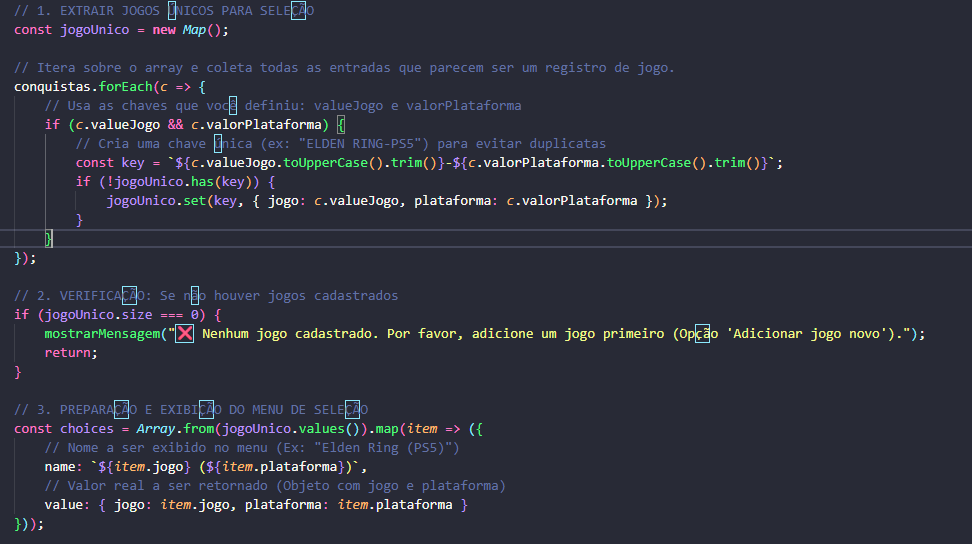 // 1. EXTRAIR JOGOS ÚNICOS PARA SELEÇÃO
const jogoUnico = new Map();
// Itera sobre o array e coleta todas as entradas que parecem ser um registro de jogo.
conquistas.forEach(c => {
// Usa as chaves que você definiu: valueJogo e valorPlataforma
if (c.valueJogo && c.valorPlataforma) {
// Cria uma chave única (ex: "ELDEN RING-PS5") para evitar duplicatas
const key = `${c.valueJogo.toUpperCase().trim()}-${c.valorPlataforma.toUpperCase().trim()}`;
if (!jogoUnico.has(key)) {
jogoUnico.set(key, { jogo: c.valueJogo, plataforma: c.valorPlataforma });
}
}
});
// 2. VERIFICAÇÃO: Se não houver jogos cadastrados
if (jogoUnico.size === 0) {
mostrarMensagem("❌ Nenhum jogo cadastrado. Por favor, adicione um jogo primeiro (Opção 'Adicionar jogo novo').");
return;
}
// 3. PREPARAÇÃO E EXIBIÇÃO DO MENU DE SELEÇÃO
const choices = Array.from(jogoUnico.values()).map(item => ({
// Nome a ser exibido no menu (Ex: "Elden Ring (PS5)")
name: `${item.jogo} (${item.plataforma})`,
// Valor real a ser retornado (Objeto com jogo e plataforma)
value: { jogo: item.jogo, plataforma: item.plataforma }
}));